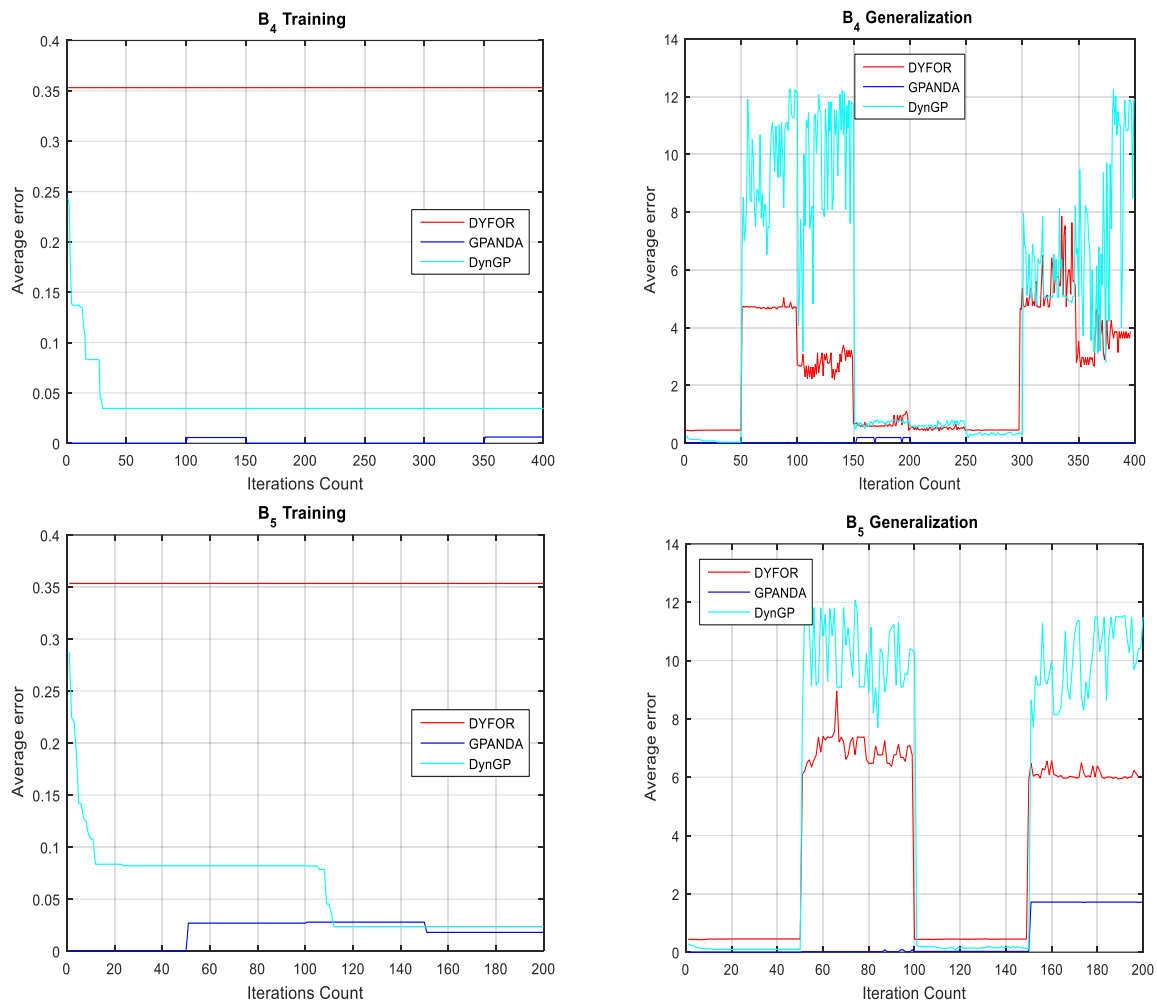 B4 Training
0.4
0.35
0.3
0.25
0.2
0.15
0.1
0.05
0
Average error
DYFOR
GPANDA
DynGP
0 50 100 150 200 250 300 350 400
Iterations Count
B4 Generalization
14
12
10
8
6
4
2
0
Average error
DYFOR
GPANDA
DynGP
0 50 100 150 200 250 300 350 400
Iteration Count
B5 Training
0.4
0.35
0.3
0.25
0.2
0.15
0.1
0.05
0
Average error
DYFOR
GPANDA
DynGP
0 20 40 60 80 100 120 140 160 180 200
Iterations Count
B5 Generalization
14
12
10
8
6
4
2
0
Average error
DYFOR
GPANDA
DynGP
0 20 40 60 80 100 120 140 160 180 200
Iteration Count